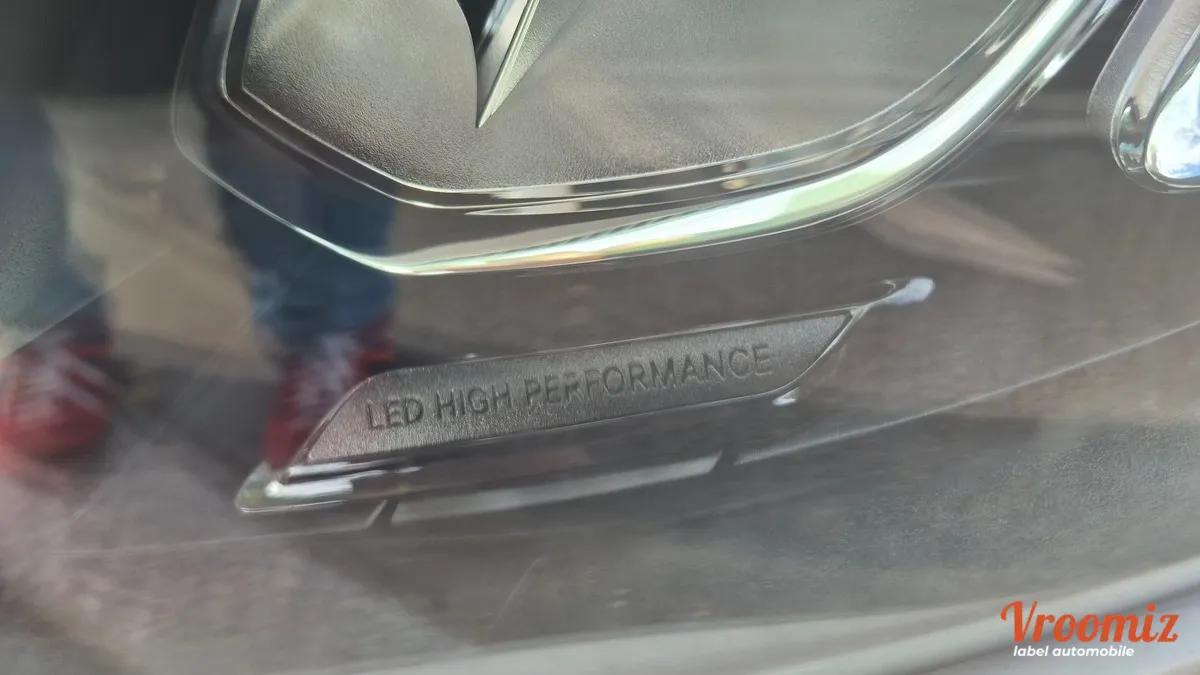 LED HIGH PERFORMANCE
Vroomiz
label automobile